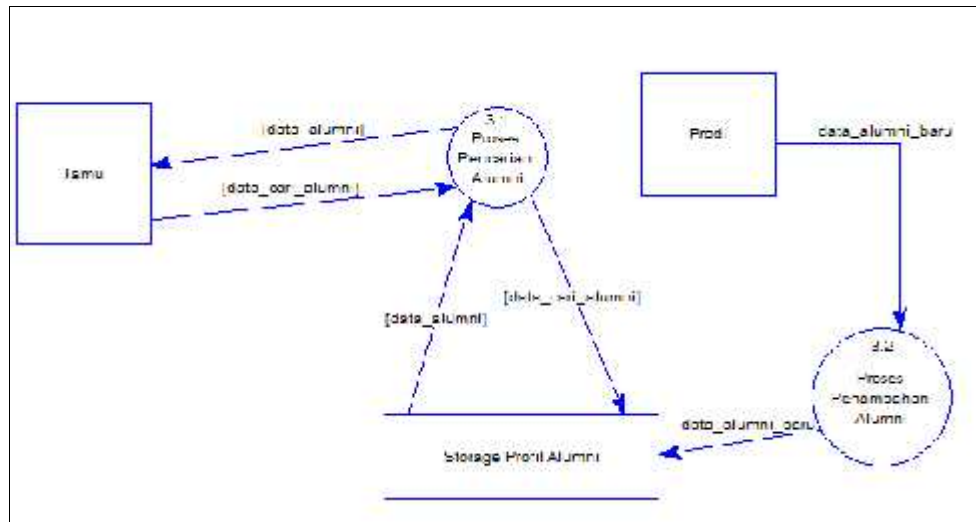 [data_alumni]
Tamu
[data_cari_alumni]
3.1
Proses
Pencarian
Alumni
Prodi
data_alumni_baru
[data_alumni]
[data_cari_alumni]
3.2
Proses
Penambahan
Alumni
data_alumni_baru
Storage Profil Alumni